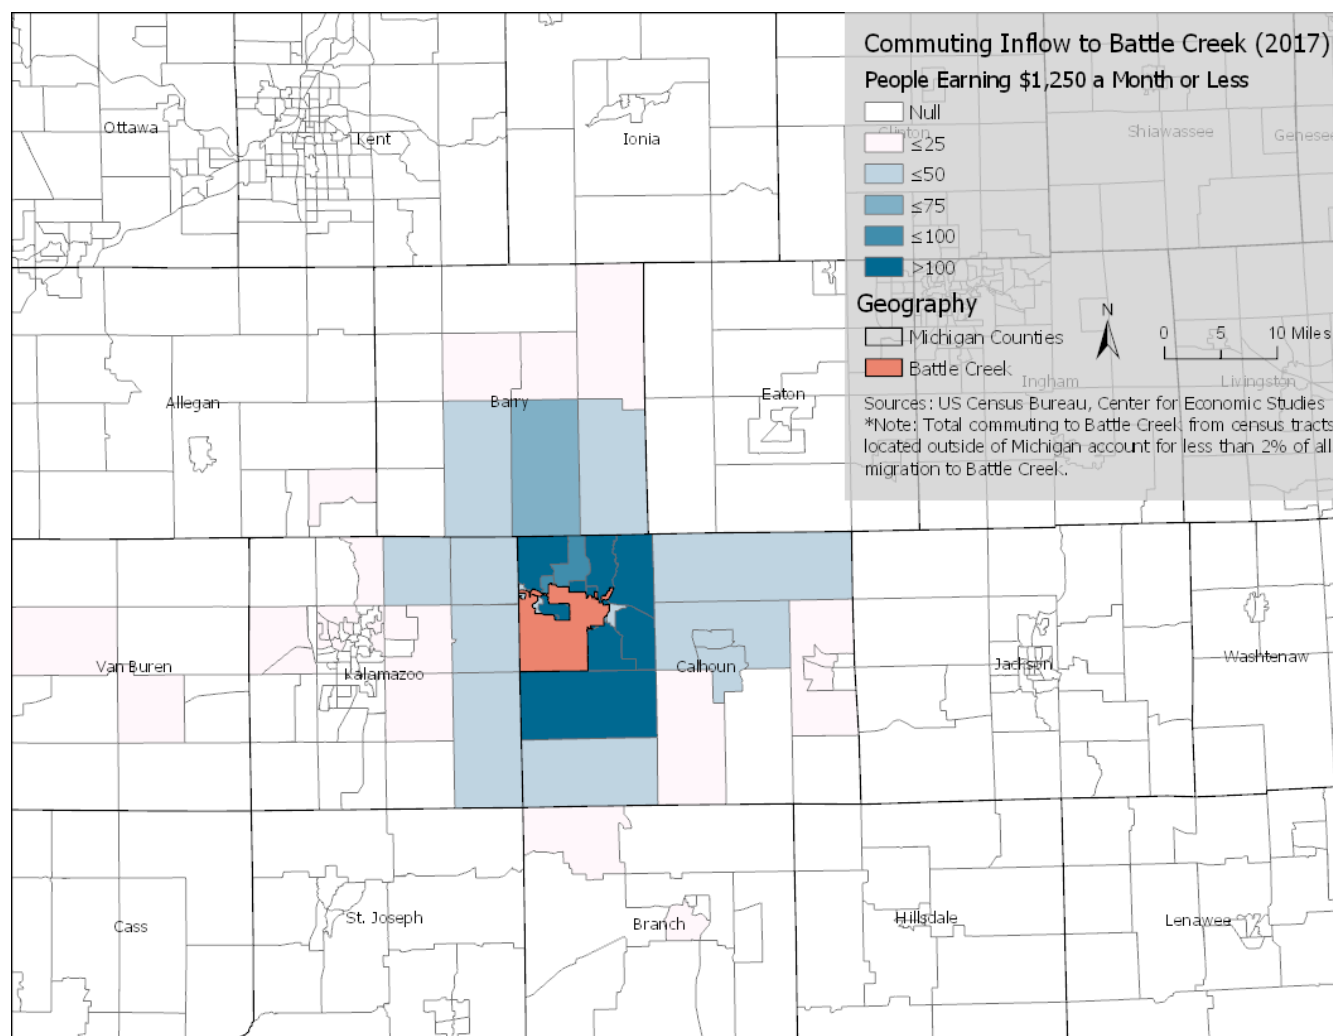 Commuting Inflow to Battle Creek (2017)
People Earning $1,250 a Month or Less
Null
≤25
≤50
≤75
≤100
>100
Geography
Michigan Counties
Battle Creek
N
0 5 10 Miles
Sources: US Census Bureau, Center for Economic Studies
*Note: Total commuting to Battle Creek from census tracts
located outside of Michigan account for less than 2% of all
migration to Battle Creek.
Ottawa
Kent
Ionia
Clinton
Shiawassee
Genesee
Allegan
Barry
Eaton
Ingham
Livingston
Van Buren
Kalamazoo
Calhoun
Jackson
Washtenaw
Cass
St. Joseph
Branch
Hillsdale
Lenawee